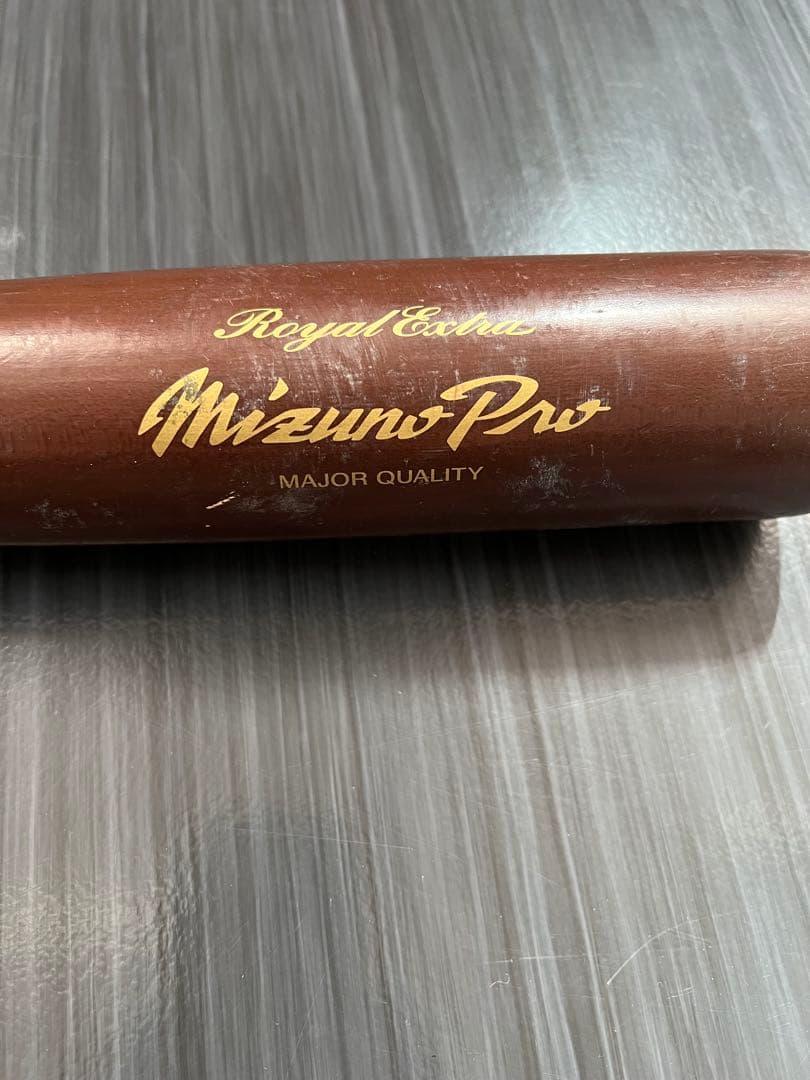 Royal Extra
Mizuno Pro
MAJOR QUALITY